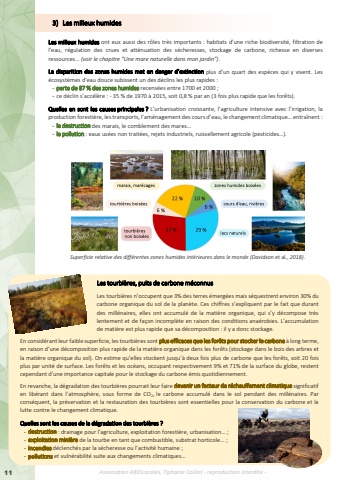 3) Les milieux humides
Les milieux humides ont eux aussi des rôles très importants : habitats d'une riche biodiversité, filtration de
l'eau, régulation des crues et atténuation des sécheresses, stockage de carbone, richesse en diverses
ressources... (voir le chapitre "Une mare naturelle dans mon jardin").
La disparition des zones humides met en danger d'extinction plus d'un quart des espèces qui y vivent. Les
écosystèmes d'eau douce subissent un des déclins les plus rapides :
- perte de 87 % des zones humides recensées entre 1700 et 2000 ;
- ce déclin s'accélère : - 35 % de 1970 à 2015, soit 0,8 % par an (3 fois plus rapide que les forêts).
Quelles en sont les causes principales ? L'urbanisation croissante, l'agriculture intensive avec l'irrigation, la
production forestière, les transports, l'aménagement des cours d'eau, le changement climatique... entraînent :
- la destruction des marais, le comblement des mares...
- la pollution : eaux usées non traitées, rejets industriels, ruissellement agricole (pesticides...).
marais, marécages
zones humides boisées
22 %
10 %
tourbières boisées
cours d'eau, rivières
6 %
tourbières
non boisées
29 %
lacs naturels
Superficie relative des différentes zones humides intérieures dans le monde (Davidson et al., 2018).
Les tourbières, puits de carbone méconnus
Les tourbières n'occupent que 3% des terres émergées mais séquestrent environ 30% du
carbone organique du sol de la planète. Ces chiffres s'expliquent par le fait que durant
des millénaires, elles ont accumulé de la matière organique, qui s'y décompose très
lentement et de façon incomplète en raison des conditions anaérobies. L'accumulation
de matière est plus rapide que sa décomposition : il y a donc stockage.
En considérant leur faible superficie, les tourbières sont plus efficaces que les forêts pour stocker le carbone à long terme,
en raison d'une décomposition plus rapide de la matière organique dans les forêts (stockage dans le bois des arbres et
la matière organique du sol). On estime qu'elles stockent jusqu'à deux fois plus de carbone que les forêts, soit 20 fois
plus par unité de surface. Les forêts et les océans, occupant respectivement 9% et 71% de la surface du globe, restent
cependant d'une importance capitale pour le stockage du carbone émis quotidiennement.
En revanche, la dégradation des tourbières pourrait leur faire devenir un facteur de réchauffement climatique significatif
en libérant dans l'atmosphère, sous forme de CO₂, le carbone accumulé dans le sol pendant des millénaires. Par
conséquent, la préservation et la restauration des tourbières sont essentielles pour la conservation du carbone et la
lutte contre le changement climatique.
Quelles sont les causes de la dégradation des tourbières ?
- destruction : drainage pour l'agriculture, exploitation forestière, urbanisation... ;
- exploitation minière de la tourbe en tant que combustible, substrat horticole... ;
- incendies déclenchés par la sécheresse ou l'activité humaine ;
- pollutions et vulnérabilité suite aux changements climatiques...
11
Association ABEILocales, Tiphanie Daillet - reproduction interdite -